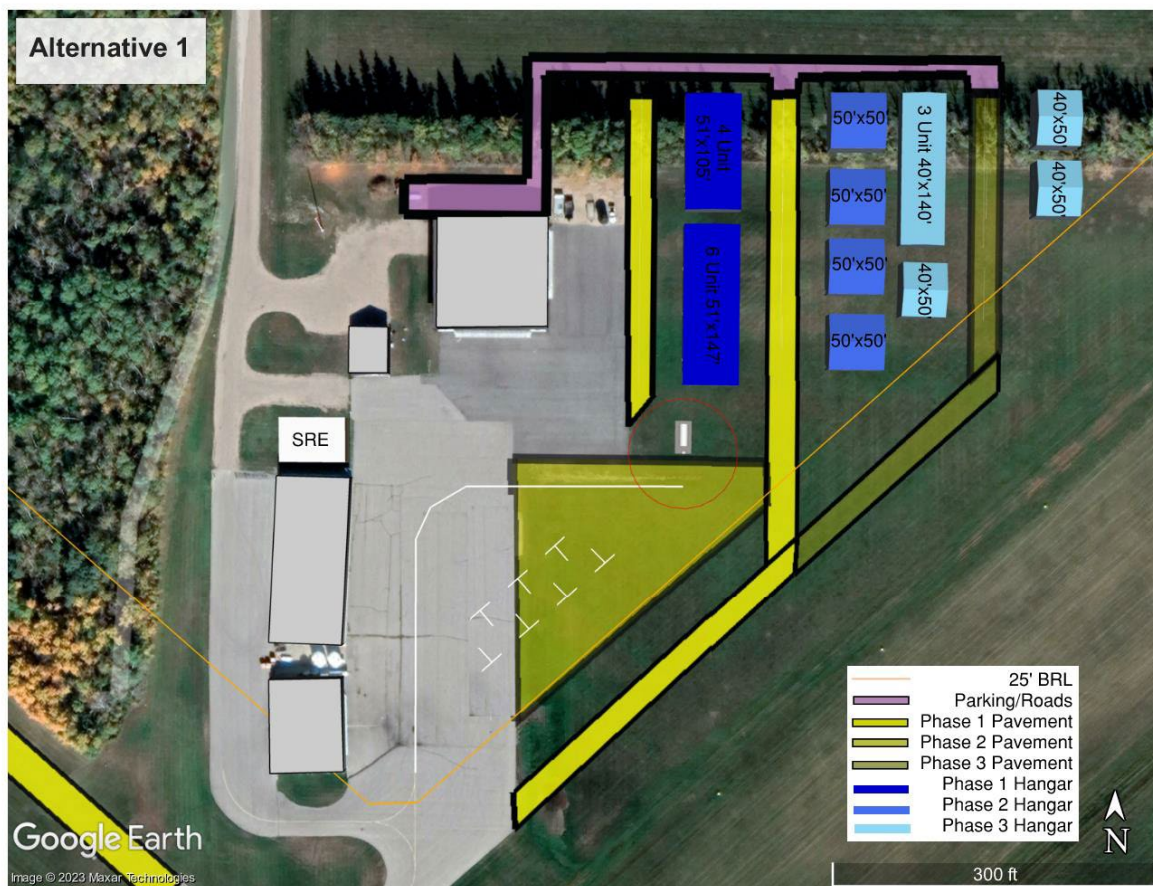 Alternative 1
4 Unit
51'x105'
6 Unit 51'x147'
50'x50'
50'x50'
50'x50'
50'x50'
3 Unit 40'x140'
40'x50'
40'x50'
40'x50'
SRE
25' BRL
Parking/Roads
Phase 1 Pavement
Phase 2 Pavement
Phase 3 Pavement
Phase 1 Hangar
Phase 2 Hangar
Phase 3 Hangar
N
300 ft
Google Earth
Image © 2023 Maxar Technologies